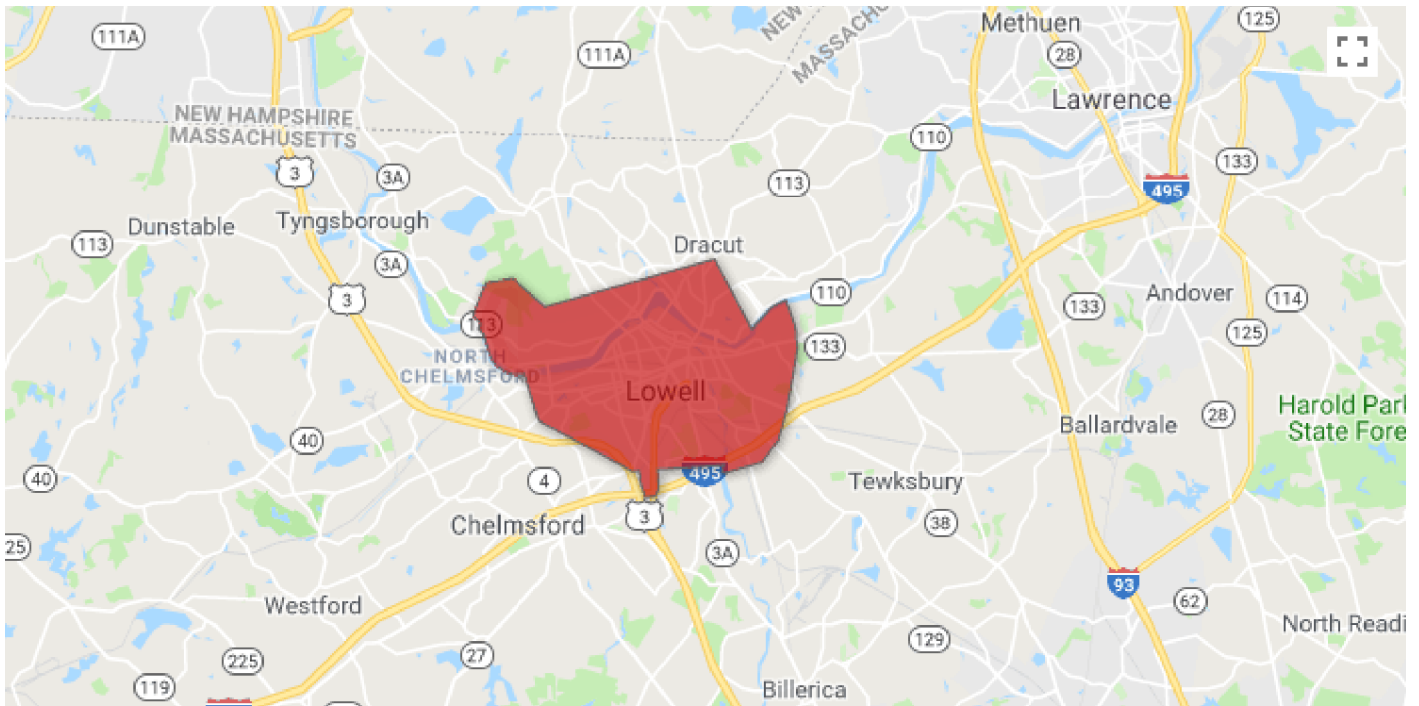 111A
111A
NEW
MASSACHU
Methuen
125
28
Lawrence
NEW HAMPSHIRE
MASSACHUSETTS
110
3
3A
113
133
495
Dunstable
Tyngsborough
113
Dracut
3A
3
110
133
Andover
114
113
125
133
NORTH
CHELMSFORD
Lowell
28
Harold Park
State Fore
Ballardvale
40
40
4
495
Tewksbury
3
Chelmsford
38
25
3A
93
62
Westford
North Readi
129
27
225
119
Billerica